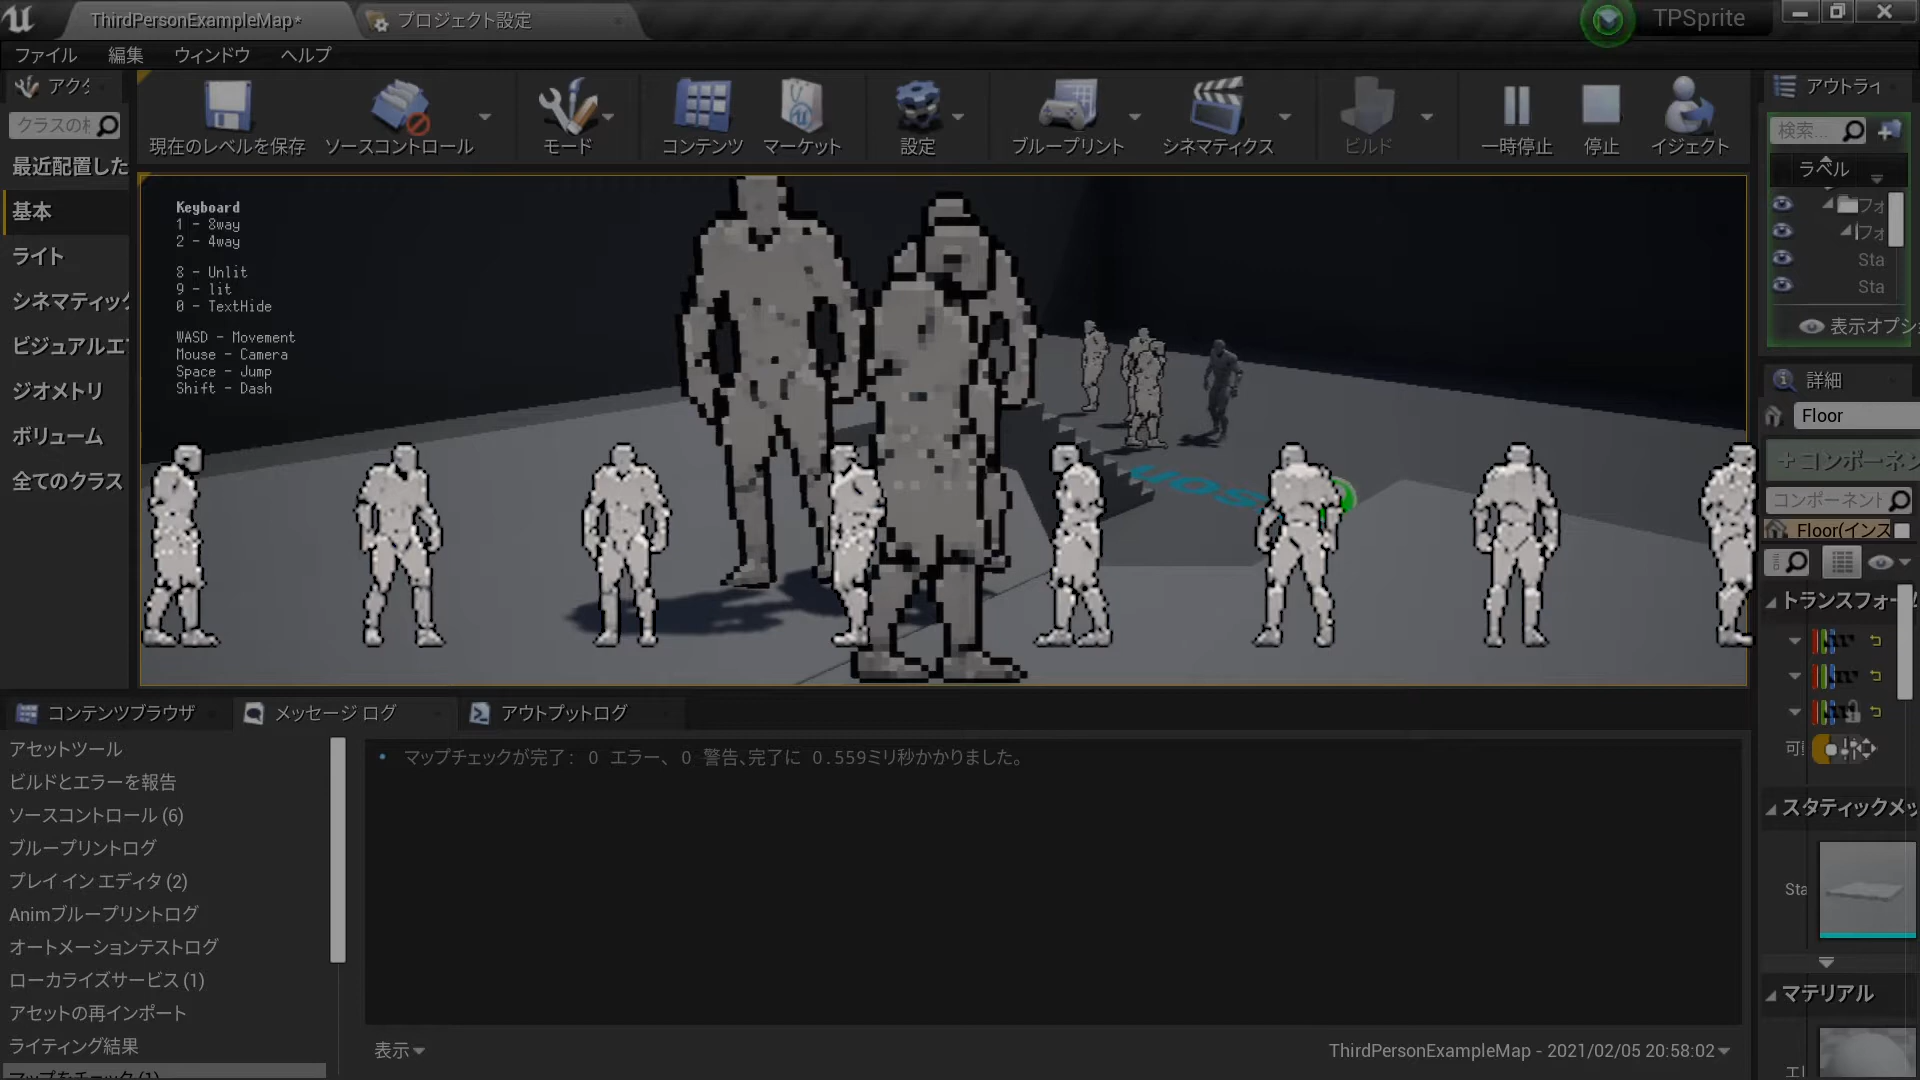 ThirdPersonExampleMap*
プロジェクト設定
TPSprite
ファイル 編集 ウィンドウ ヘルプ
アクタ
クラスの検
最近配置した
基本
ライト
シネマティック
ビジュアルエフ
ジオメトリ
ボリューム
全てのクラス
現在のレベルを保存
ソースコントロール
モード
コンテンツ
マーケット
設定
ブループリント
シネマティクス
ビルド
一時停止
停止
イジェクト
Keyboard
1 - 8way
2 - 4way
8 - Unlit
9 - lit
0 - TextHide
WASD - Movement
Mouse - Camera
Space - Jump
Shift - Dash
アウトライ
検索...
ラベル
フォ
フォ
Sta
Sta
表示オプシ
詳細
Floor
+コンポーネン
コンポーネント
Floor(インス
トランスフォーム
可
スタティックメッ
Sta
マテリアル
エ
コンテンツブラウザ
メッセージ ログ
アウトプットログ
アセットツール
ビルドとエラーを報告
ソースコントロール (6)
ブループリントログ
プレイ イン エディタ (2)
Animブループリントログ
オートメーションテストログ
ローカライズサービス (1)
アセットの再インポート
ライティング結果
マップをチェック (1)
• マップチェックが完了: 0 エラー、 0 警告、完了に 0.559ミリ秒かかりました。
表示
ThirdPersonExampleMap - 2021/02/05 20:58:02